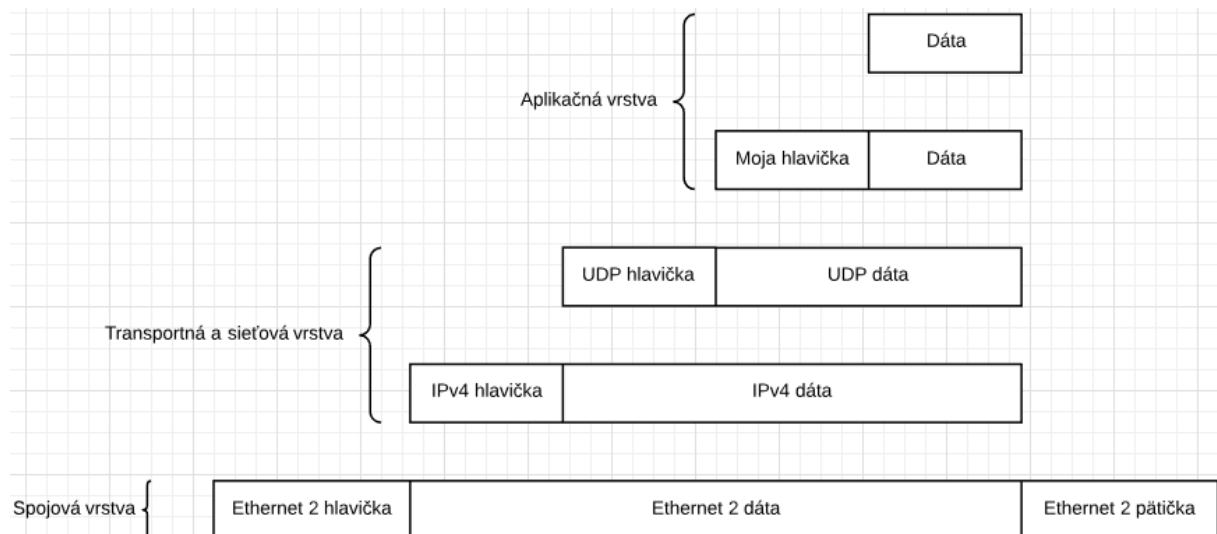 Dáta
Aplikačná vrstva
Moja hlavička Dáta
UDP hlavička UDP dáta
Transportná a sieťová vrstva
IPv4 hlavička IPv4 dáta
Spojová vrstva Ethernet 2 hlavička Ethernet 2 dáta Ethernet 2 pätička